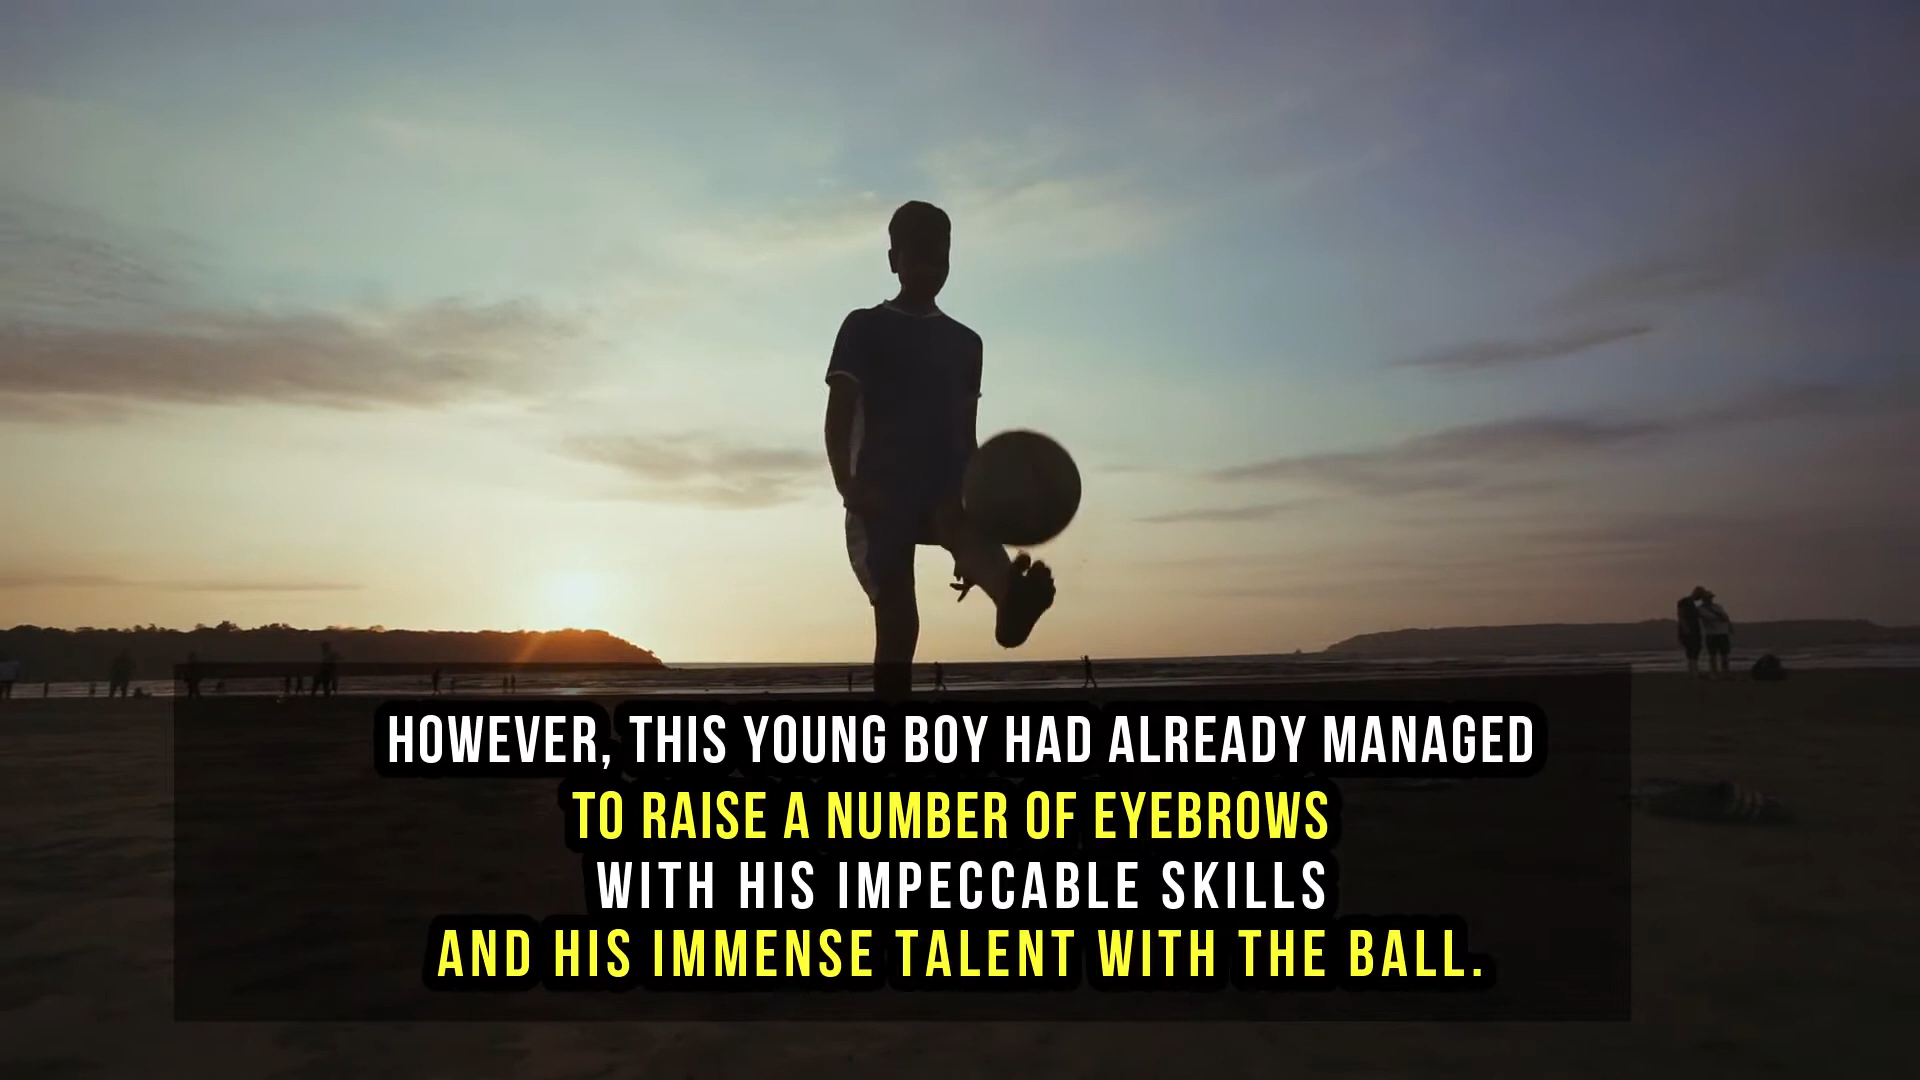 HOWEVER, THIS YOUNG BOY HAD ALREADY MANAGED
TO RAISE A NUMBER OF EYEBROWS
WITH HIS IMPECCABLE SKILLS
AND HIS IMMENSE TALENT WITH THE BALL.